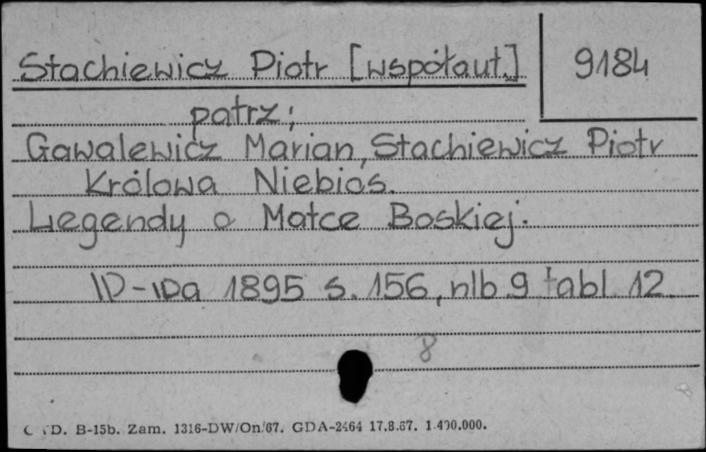 Stachiewicz Piotr [współaut.] 9184
patrz;
Gawalewicz Marian, Stachiewicz Piotr
Królowa Niebios.
Legendy o Matce Boskiej.
1895 s. 156, nlb 9 tabl 12.
8
D. B-15b. Zam. 1316-DW/On/67. GDA-2464 17.8.67. 1.400.000.